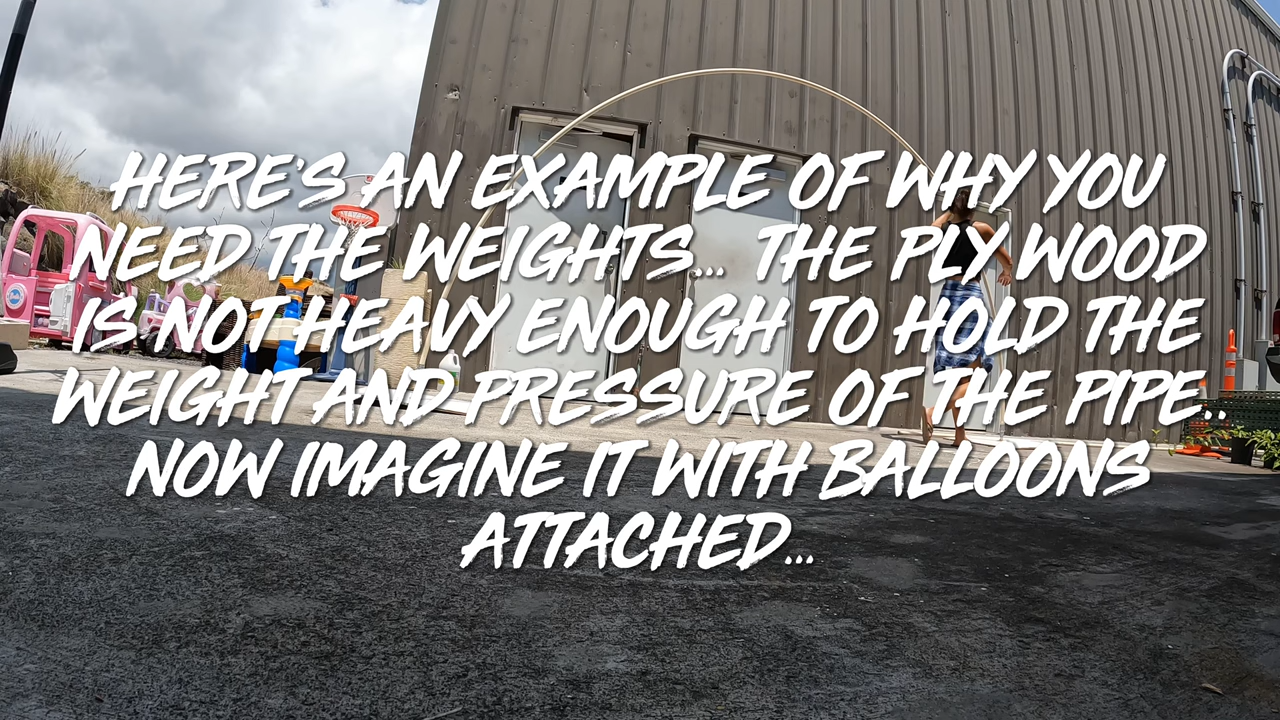 HERE'S AN EXAMPLE OF WHY YOU
NEED THE WEIGHTS... THE PLY WOOD
IS NOT HEAVY ENOUGH TO HOLD THE
WEIGHT AND PRESSURE OF THE PIPE..
NOW IMAGINE IT WITH BALLOONS
ATTACHED...